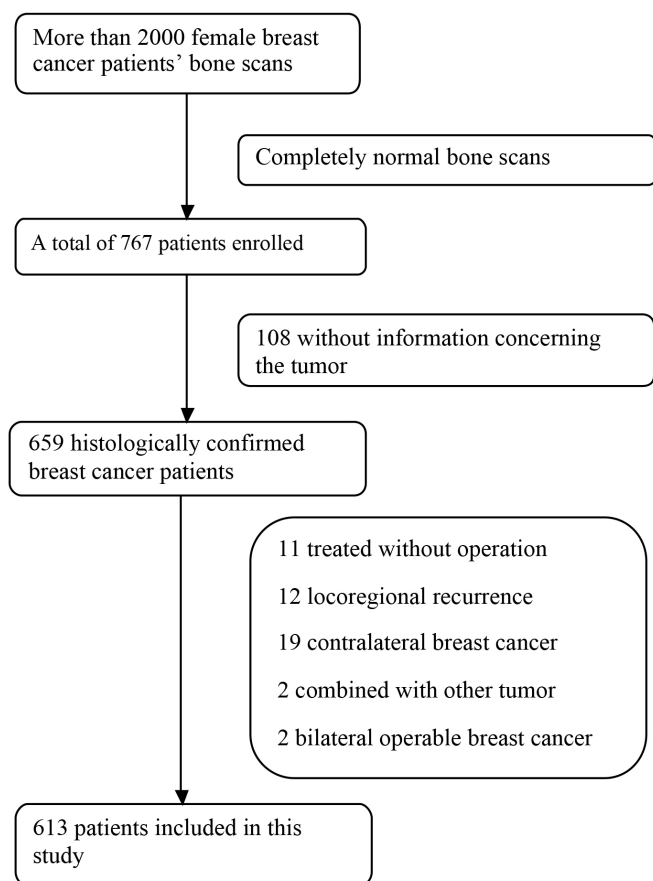 More than 2000 female breast
cancer patients’ bone scans
Completely normal bone scans
A total of 767 patients enrolled
108 without information concerning
the tumor
659 histologically confirmed
breast cancer patients
11 treated without operation
12 locoregional recurrence
19 contralateral breast cancer
2 combined with other tumor
2 bilateral operable breast cancer
613 patients included in this
study